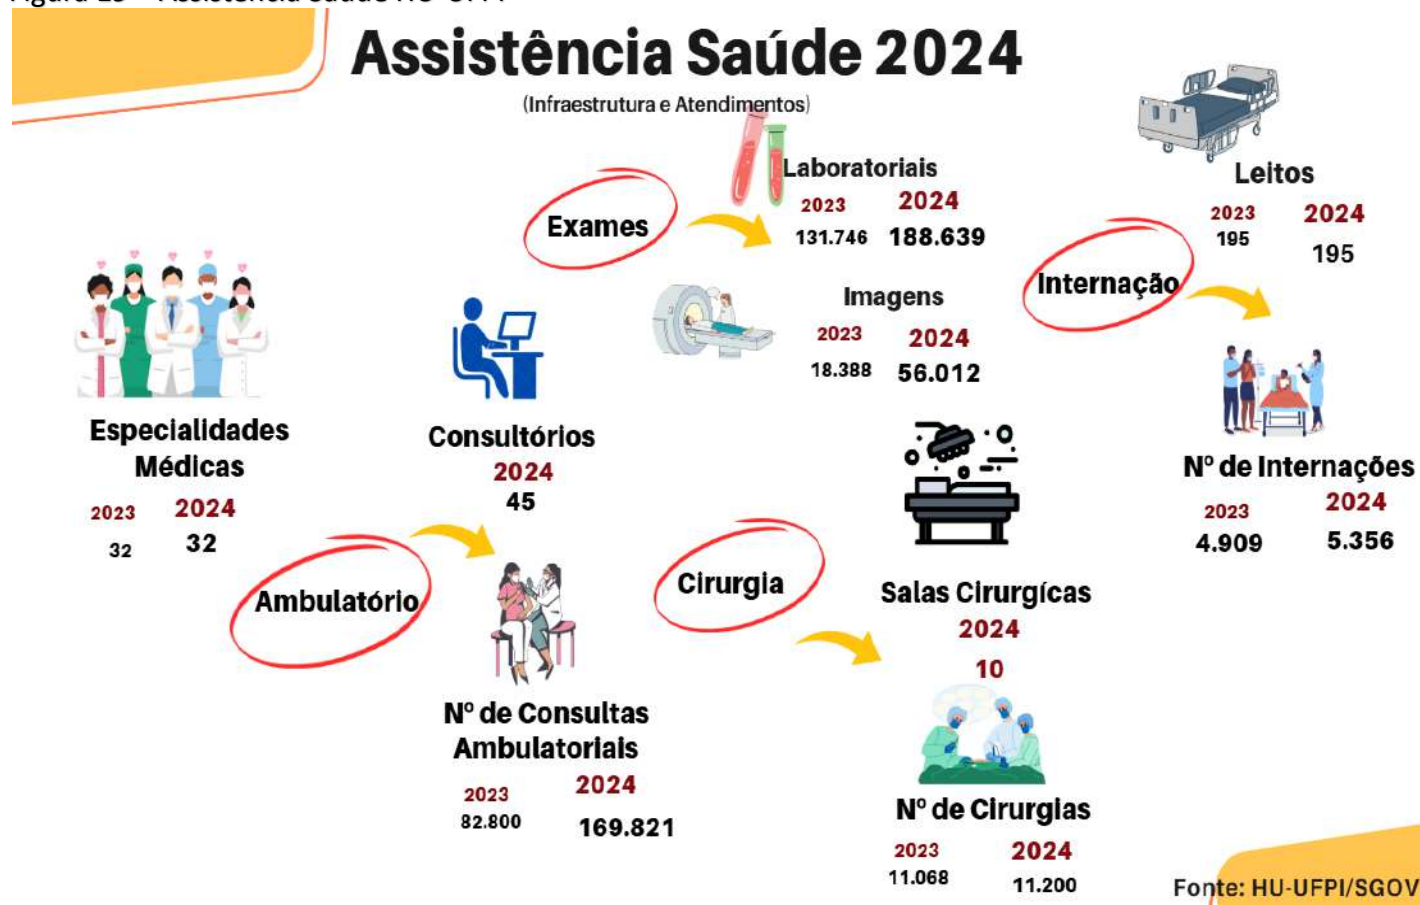 Assistência Saúde 2024
(Infraestrutura e Atendimentos)
Especialidades
Médicas
2023 2024
32 32
Ambulatório
Consultórios
2024
45
Nº de Consultas
Ambulatoriais
2023 2024
82.800 169.821
Exames
Laboratoriais
2023 2024
131.746 188.639
Imagens
2023 2024
18.388 56.012
Cirurgia
Salas Cirurgícas
2024
10
Nº de Cirurgias
2023 2024
11.068 11.200
Internação
Leitos
2023 2024
195 195
Nº de Internações
2023 2024
4.909 5.356
Fonte: HU-UFPI/SGOV